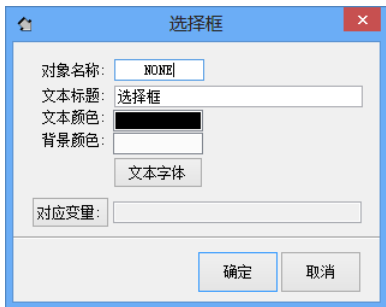 选择框
对象名称: NONE
文本标题: 选择框
文本颜色:
背景颜色:
文本字体
对应变量:
确定 取消